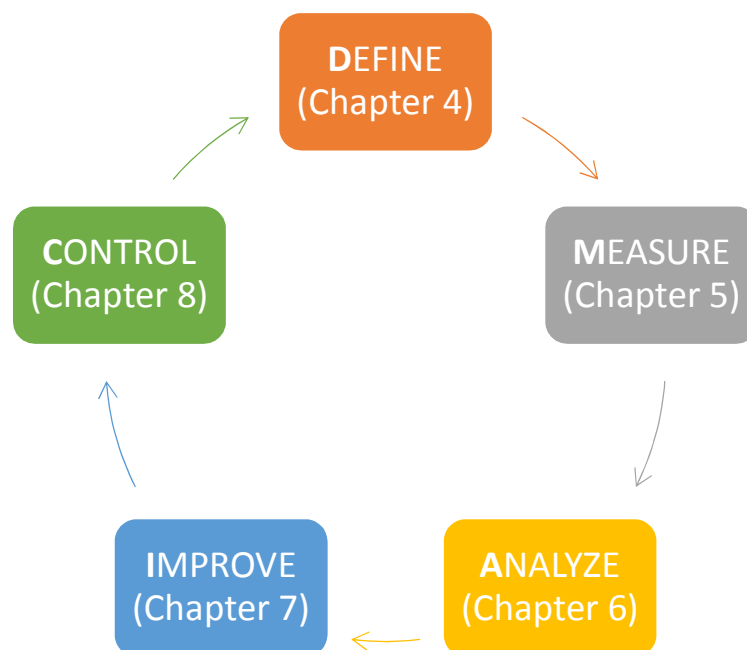 DEFINE
(Chapter 4)
MEASURE
(Chapter 5)
ANALYZE
(Chapter 6)
IMPROVE
(Chapter 7)
CONTROL
(Chapter 8)